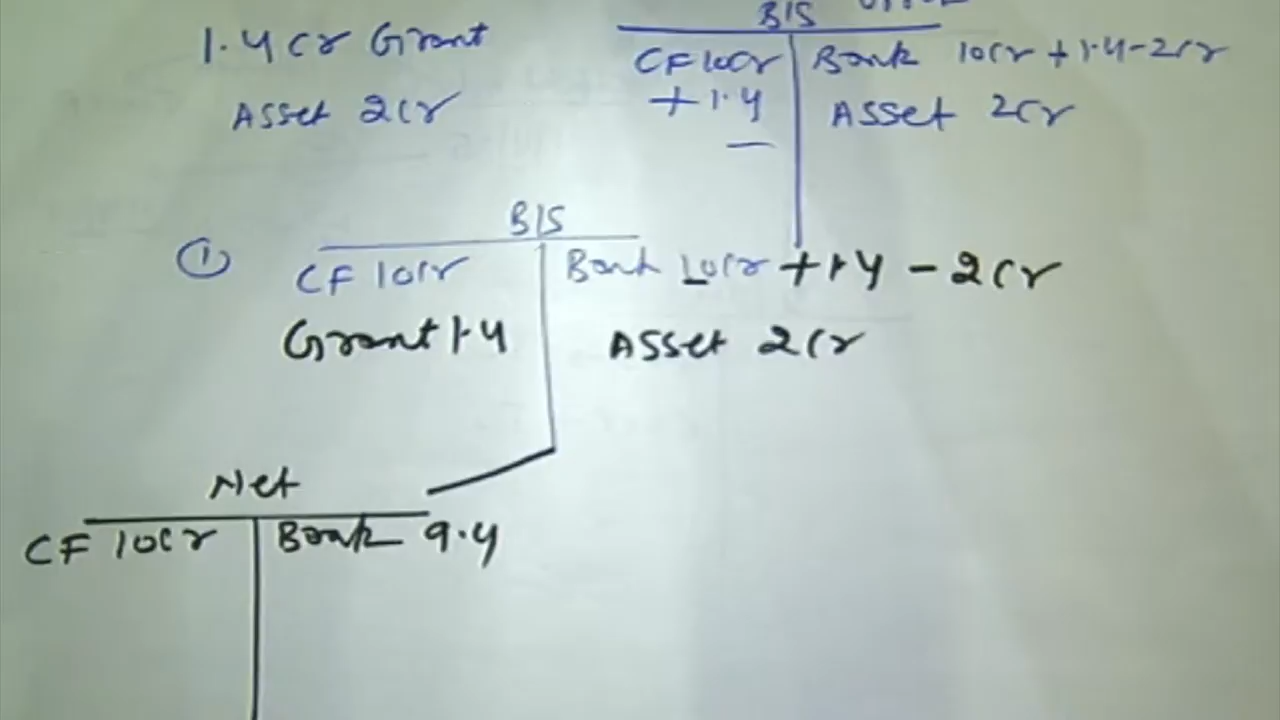 1.4 cr Grant
Asset 2cr
B/S
CF 10cr Bank 10cr + 1.4 - 2cr
+ 1.4 Asset 2cr
B/S
① CF 10cr Bank 10cr + 1.4 - 2cr
Grant 1.4 Asset 2cr
Net
CF 10cr Bank 9.4